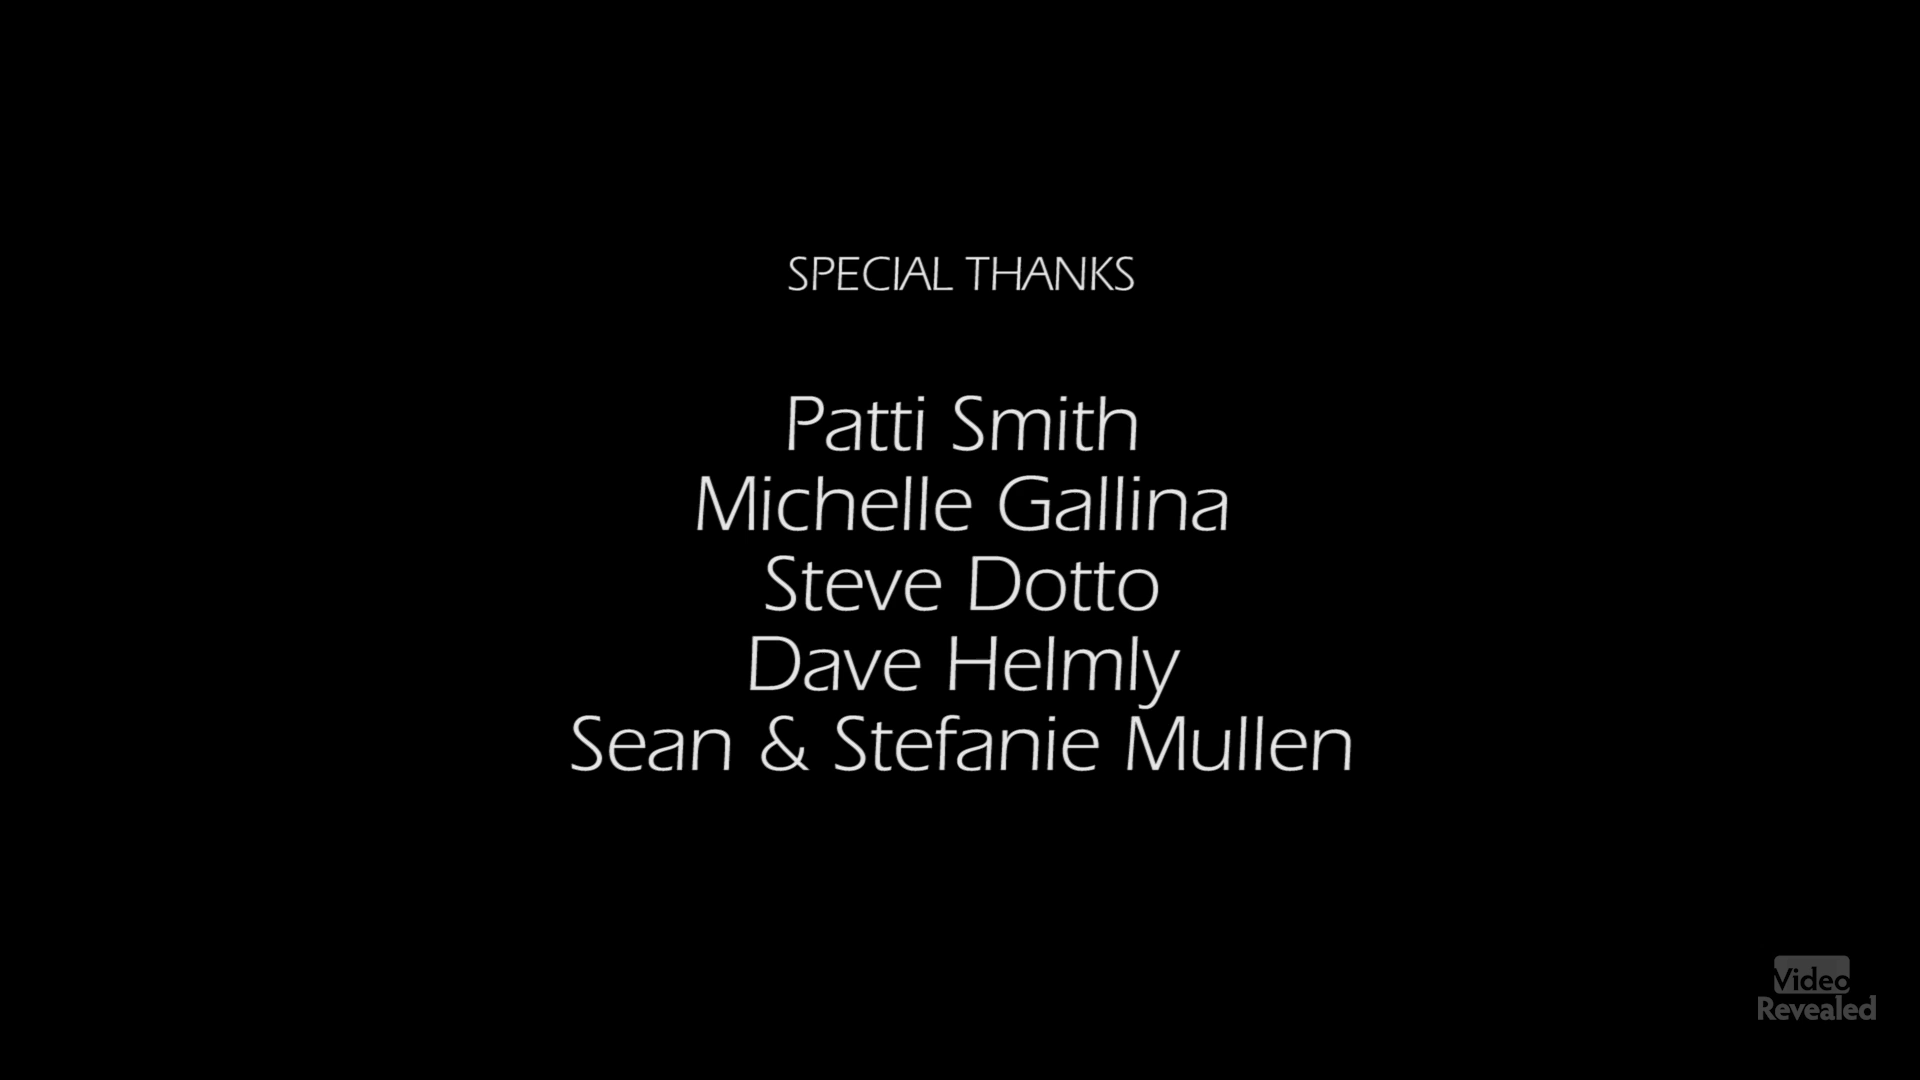 SPECIAL THANKS
Patti Smith
Michelle Gallina
Steve Dotto
Dave Helmly
Sean & Stefanie Mullen
Video
Revealed